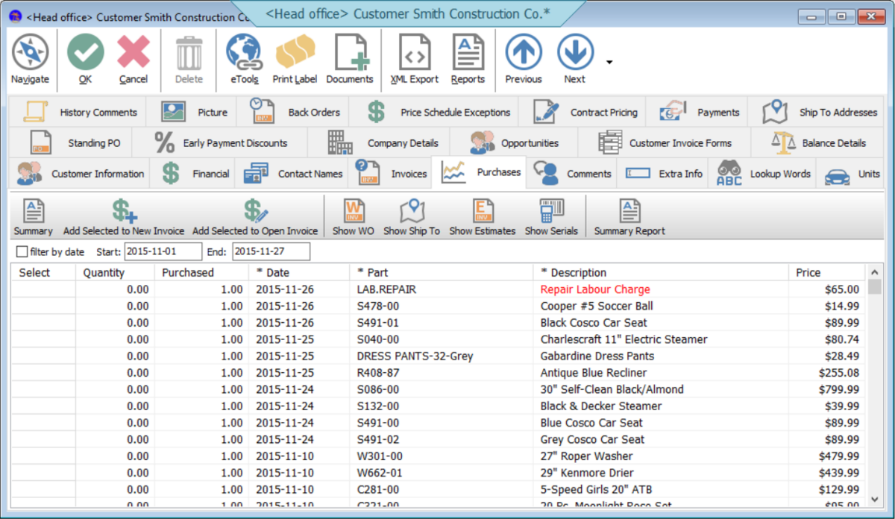 <Head office> Customer Smith Construction Co.*
<Head office> Customer Smith Construction Co
Navigate OK Cancel Delete eTools Print Label Documents XML Export Reports Previous Next
History Comments Picture Back Orders Price Schedule Exceptions Contract Pricing Payments Ship To Addresses
Standing PO Early Payment Discounts Company Details Opportunities Customer Invoice Forms Balance Details
Customer Information Financial Contact Names Invoices Purchases Comments Extra Info ABC Lookup Words Units
Summary Add Selected to New Invoice Add Selected to Open Invoice Show WO Show Ship To Show Estimates Show Serials Summary Report
filter by date Start: 2015-11-01 End: 2015-11-27
Select Quantity Purchased * Date * Part * Description Price
0.00 1.00 2015-11-26 LAB.REPAIR Repair Labour Charge $65.00
0.00 1.00 2015-11-26 S478-00 Cooper #5 Soccer Ball $14.99
0.00 1.00 2015-11-26 S491-01 Black Cosco Car Seat $89.99
0.00 1.00 2015-11-25 S040-00 Charlescraft 11" Electric Steamer $80.74
0.00 1.00 2015-11-25 DRESS PANTS-32-Grey Gabardine Dress Pants $28.49
0.00 1.00 2015-11-25 R408-87 Antique Blue Recliner $255.08
0.00 1.00 2015-11-24 S086-00 30" Self-Clean Black/Almond $799.99
0.00 1.00 2015-11-24 S132-00 Black & Decker Steamer $39.99
0.00 1.00 2015-11-24 S491-00 Blue Cosco Car Seat $89.99
0.00 1.00 2015-11-24 S491-02 Grey Cosco Car Seat $89.99
0.00 1.00 2015-11-10 W301-00 27" Roper Washer $479.99
0.00 1.00 2015-11-10 W662-01 29" Kenmore Drier $439.99
0.00 1.00 2015-11-10 C281-00 5-Speed Girls 20" ATB $129.99
0.00 1.00 2015-11-10 C321-00 20 Pc. Moonlight Rose Set $95.00